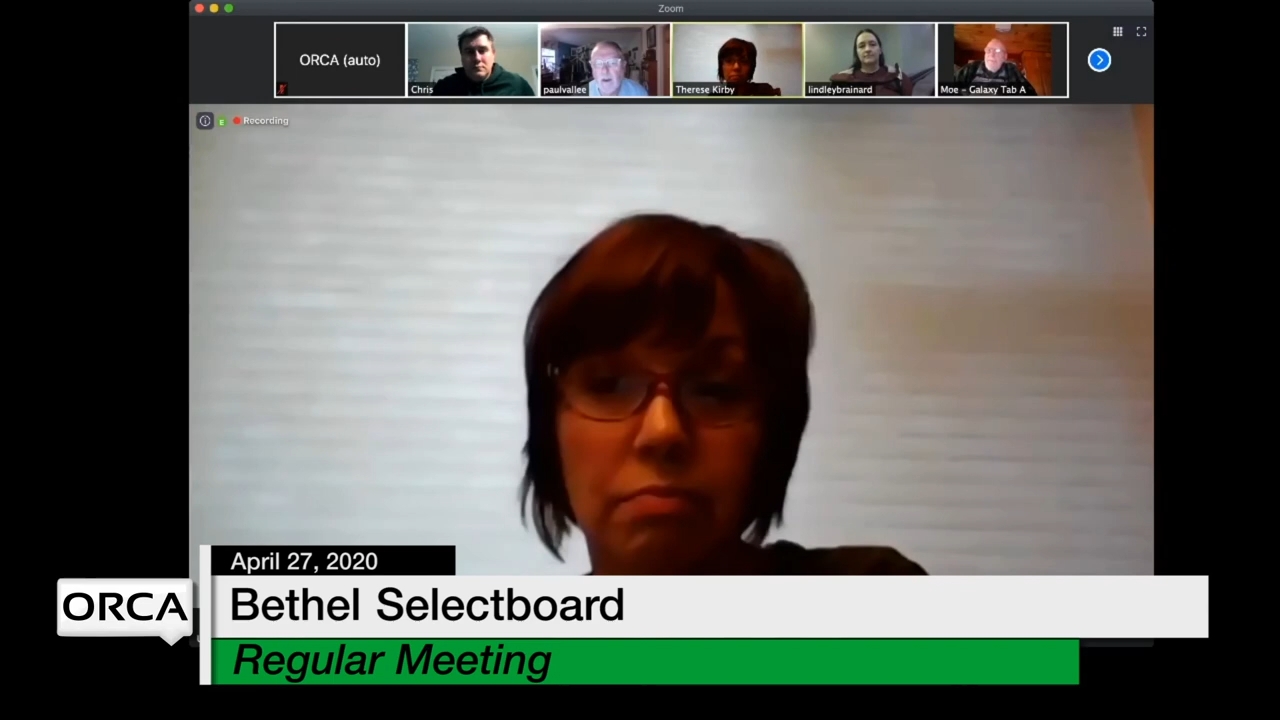 Zoom
ORCA (auto)
Chris
paulvallee
Therese Kirby
lindleybrainard
Moe – Galaxy Tab A
E
Recording
April 27, 2020
ORCA
Bethel Selectboard
Regular Meeting